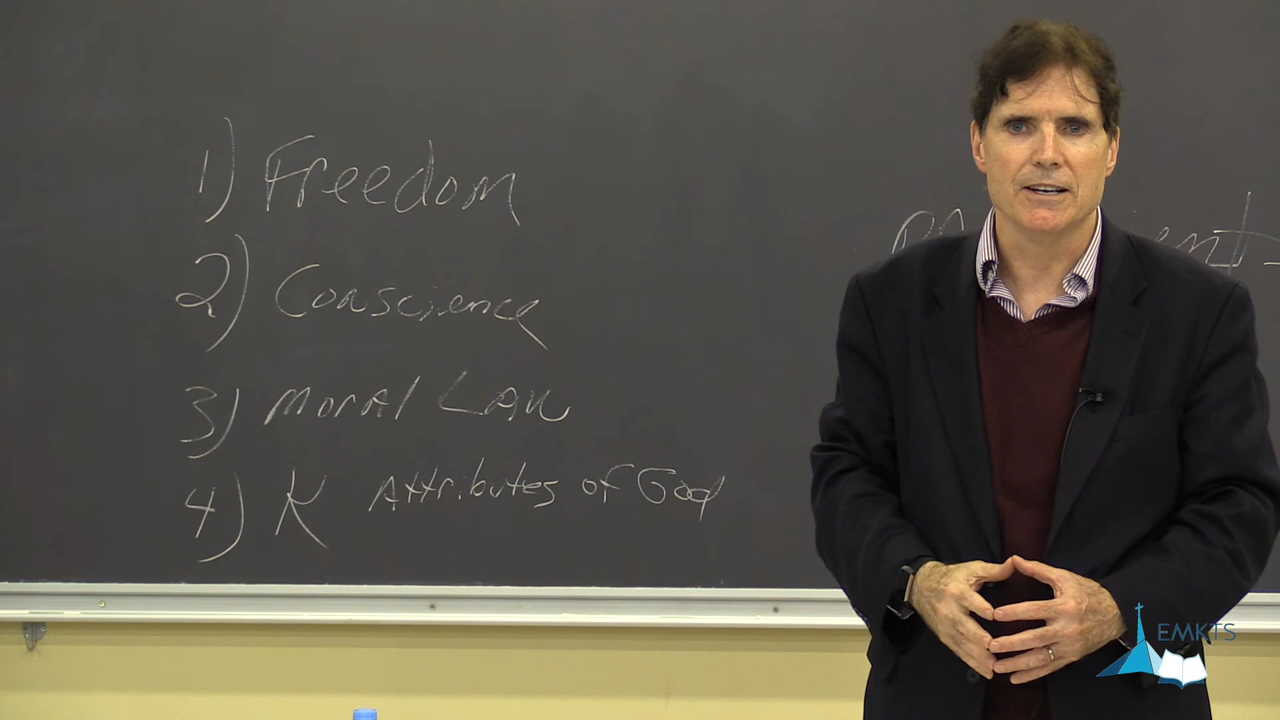 1) Freedom
2) Conscience
3) Moral Law
4) K Attributes of God
EMKTS